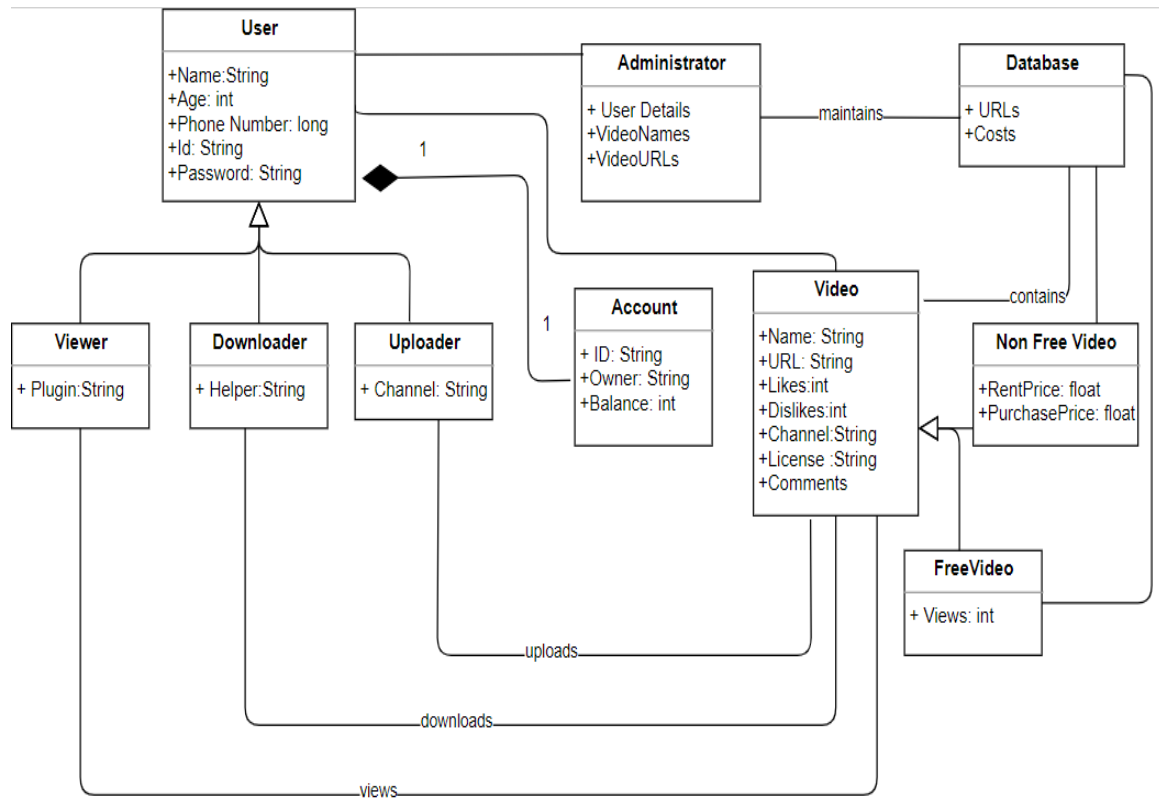 User
+Name:String
+Age: int
+Phone Number: long
+Id: String
+Password: String
Administrator
+ User Details
+VideoNames
+VideoURLs
maintains
Database
+ URLs
+Costs
1
1
contains
Viewer
+ Plugin:String
Downloader
+ Helper:String
Uploader
+ Channel: String
Account
+ ID: String
+Owner: String
+Balance: int
Video
+Name: String
+URL: String
+Likes:int
+Dislikes:int
+Channel:String
+License :String
+Comments
Non Free Video
+RentPrice: float
+PurchasePrice: float
FreeVideo
+ Views: int
uploads
downloads
views